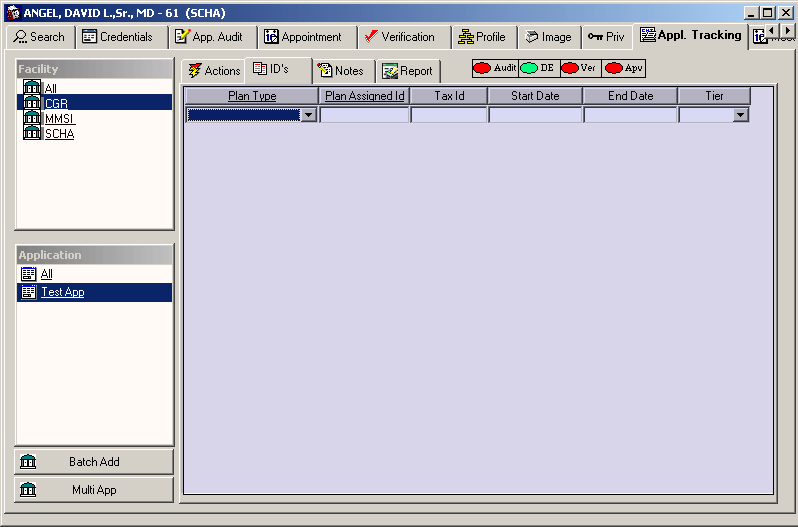 ANGEL, DAVID L.,Sr., MD - 61 (SCHA)
Search Credentials App. Audit Appointment Verification Profile Image Priv Appl. Tracking
Facility
All
CGR
MMSI
SCHA
Actions ID's Notes Report Audit DE Ver Apv
Plan Type Plan Assigned Id Tax Id Start Date End Date Tier
Application
All
Test App
Batch Add
Multi App